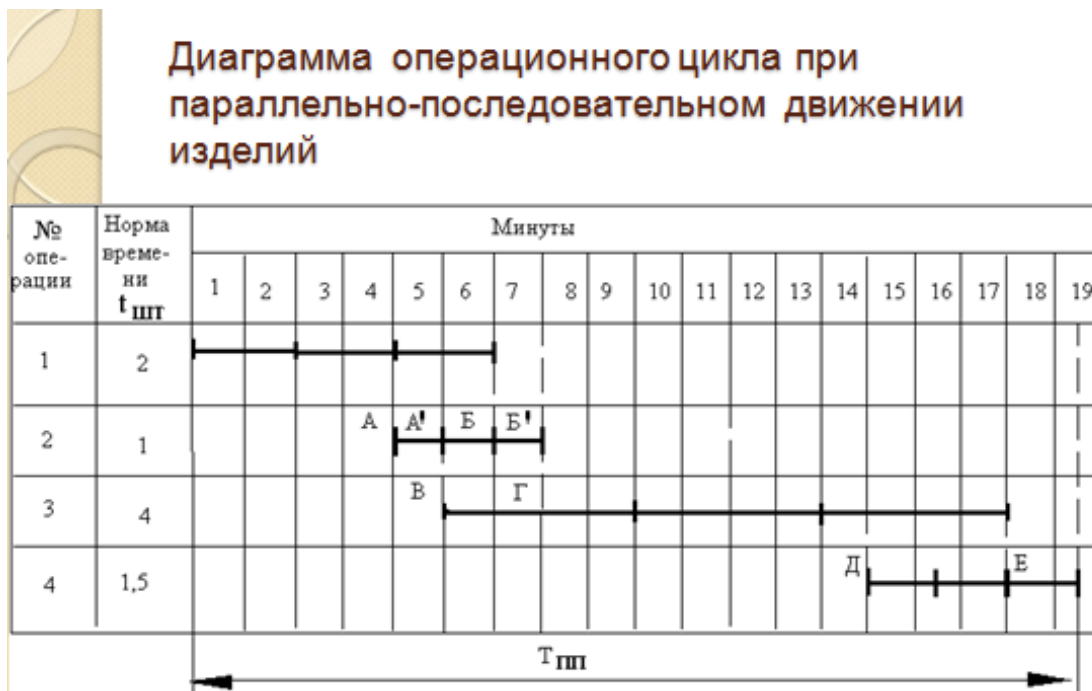 Диаграмма операционного цикла при
параллельно-последовательном движении
изделий
№ опе- рации
Норма време- ни t шт
Минуты
1 2 3 4 5 6 7 8 9 10 11 12 13 14 15 16 17 18 19
1 2
2 1 А А' Б Б'
3 4 В Г
4 1,5 Д Е
Т ПП